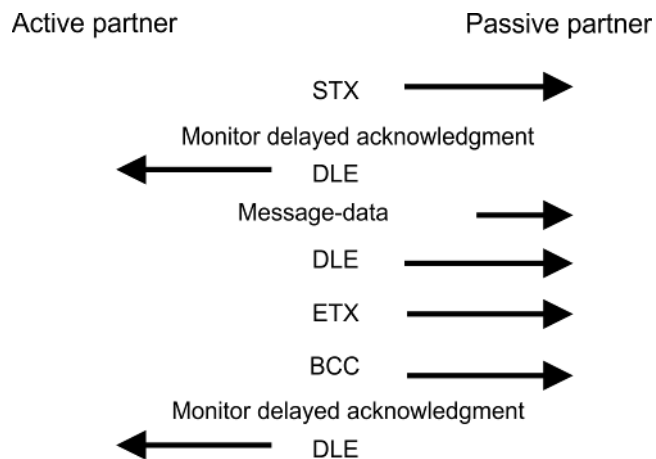 Active partner Passive partner
STX
Monitor delayed acknowledgment
DLE
Message-data
DLE
ETX
BCC
Monitor delayed acknowledgment
DLE